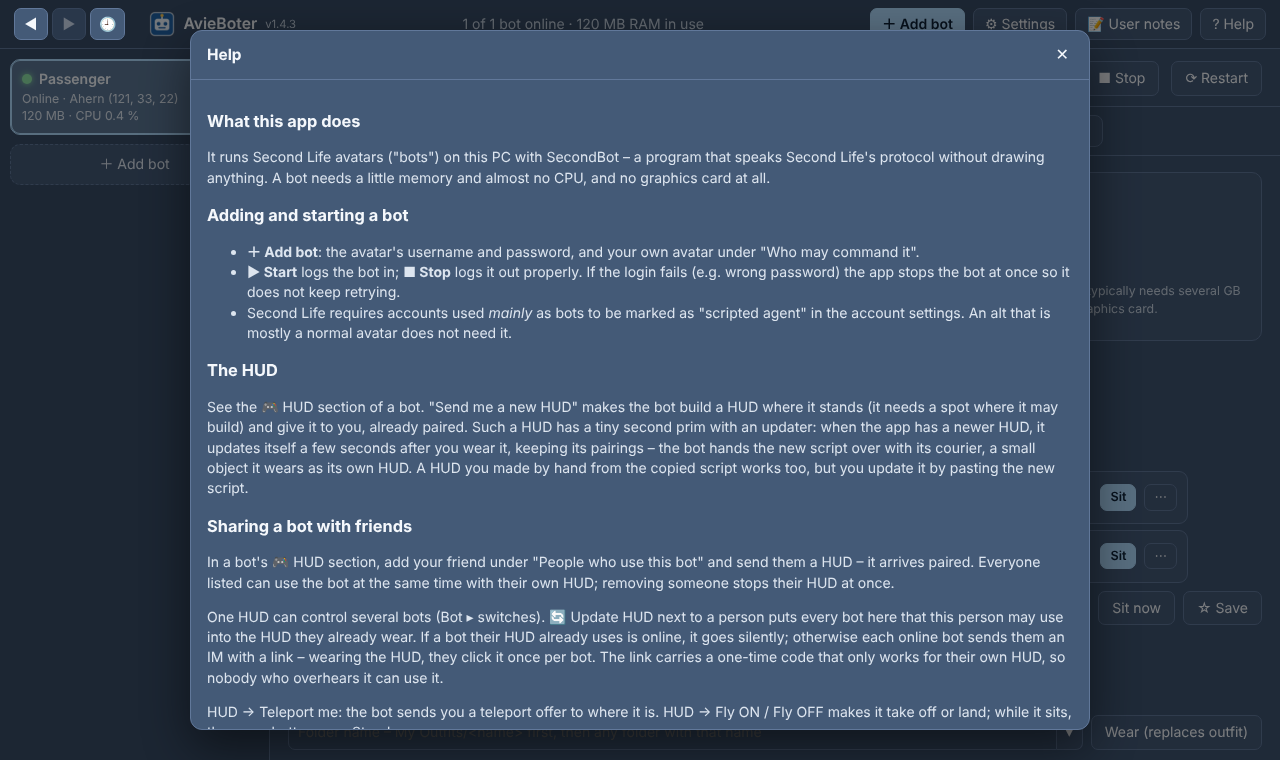 ◀ ▶ 🕘 🤖 AvieBoter v1.4.3 1 of 1 bot online · 120 MB RAM in use + Add bot ⚙ Settings 📝 User notes ? Help
Help ✕
Passenger
Online · Ahern (121, 33, 22)
120 MB · CPU 0.4 %
+ Add bot
■ Stop ⟳ Restart
What this app does
It runs Second Life avatars ("bots") on this PC with SecondBot – a program that speaks Second Life's protocol without drawing
anything. A bot needs a little memory and almost no CPU, and no graphics card at all.
Adding and starting a bot
• + Add bot: the avatar's username and password, and your own avatar under "Who may command it".
• ▶ Start logs the bot in; ■ Stop logs it out properly. If the login fails (e.g. wrong password) the app stops the bot at once so it
does not keep retrying.
• Second Life requires accounts used mainly as bots to be marked as "scripted agent" in the account settings. An alt that is
mostly a normal avatar does not need it.
The HUD
See the 🎮 HUD section of a bot. "Send me a new HUD" makes the bot build a HUD where it stands (it needs a spot where it may
build) and give it to you, already paired. Such a HUD has a tiny second prim with an updater: when the app has a newer HUD, it
updates itself a few seconds after you wear it, keeping its pairings – the bot hands the new script over with its courier, a small
object it wears as its own HUD. A HUD you made by hand from the copied script works too, but you update it by pasting the new
script.
Sharing a bot with friends
In a bot's 🎮 HUD section, add your friend under "People who use this bot" and send them a HUD – it arrives paired. Everyone
listed can use the bot at the same time with their own HUD; removing someone stops their HUD at once.
One HUD can control several bots (Bot ▸ switches). 🔄 Update HUD next to a person puts every bot here that this person may use
into the HUD they already wear. If a bot their HUD already uses is online, it goes silently; otherwise each online bot sends them an
IM with a link – wearing the HUD, they click it once per bot. The link carries a one-time code that only works for their own HUD, so
nobody who overhears it can use it.
HUD → Teleport me: the bot sends you a teleport offer to where it is. HUD → Fly ON / Fly OFF makes it take off or land; while it sits,
typically needs several GB
graphics card.
Sit ⋯
Sit ⋯
Sit now ☆ Save
▼ Wear (replaces outfit)